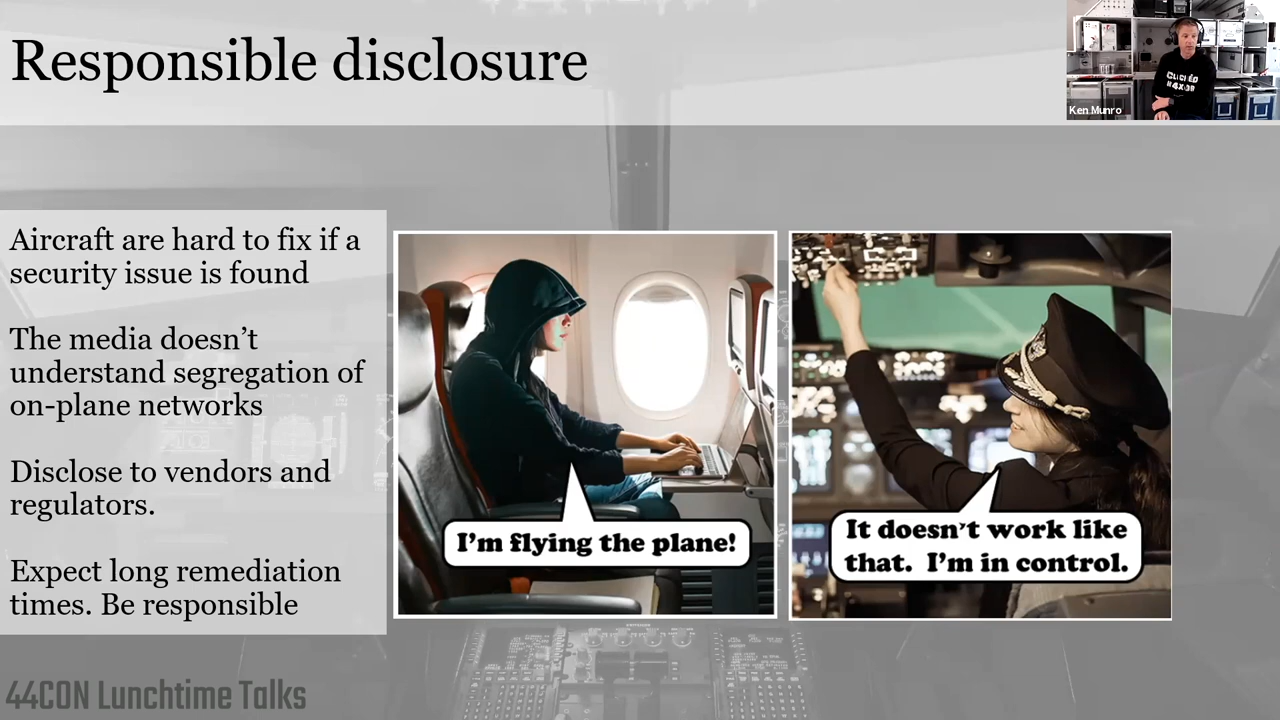 Responsible disclosure
Ken Munro
Aircraft are hard to fix if a
security issue is found
The media doesn’t
understand segregation of
on-plane networks
Disclose to vendors and
regulators.
Expect long remediation
times. Be responsible
I’m flying the plane!
It doesn’t work like
that.  I’m in control.
44CON Lunchtime Talks